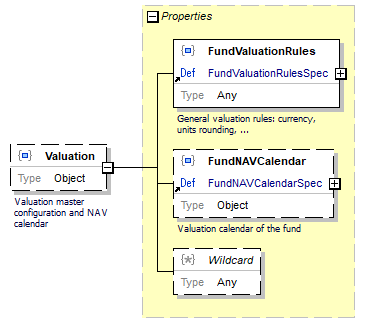 Properties
FundValuationRules
Def FundValuationRulesSpec
Type Any
General valuation rules: currency,
units rounding, ...
Valuation
Type Object
Valuation master
configuration and NAV
calendar
FundNAVCalendar
Def FundNAVCalendarSpec
Type Object
Valuation calendar of the fund
Wildcard
Type Any